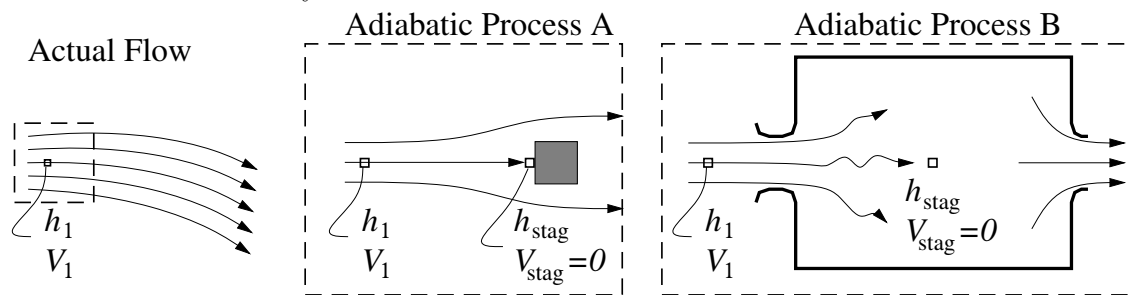 Actual Flow
h1
V1
Adiabatic Process A
h1
V1
hstag
Vstag=0
Adiabatic Process B
h1
V1
hstag
Vstag=0